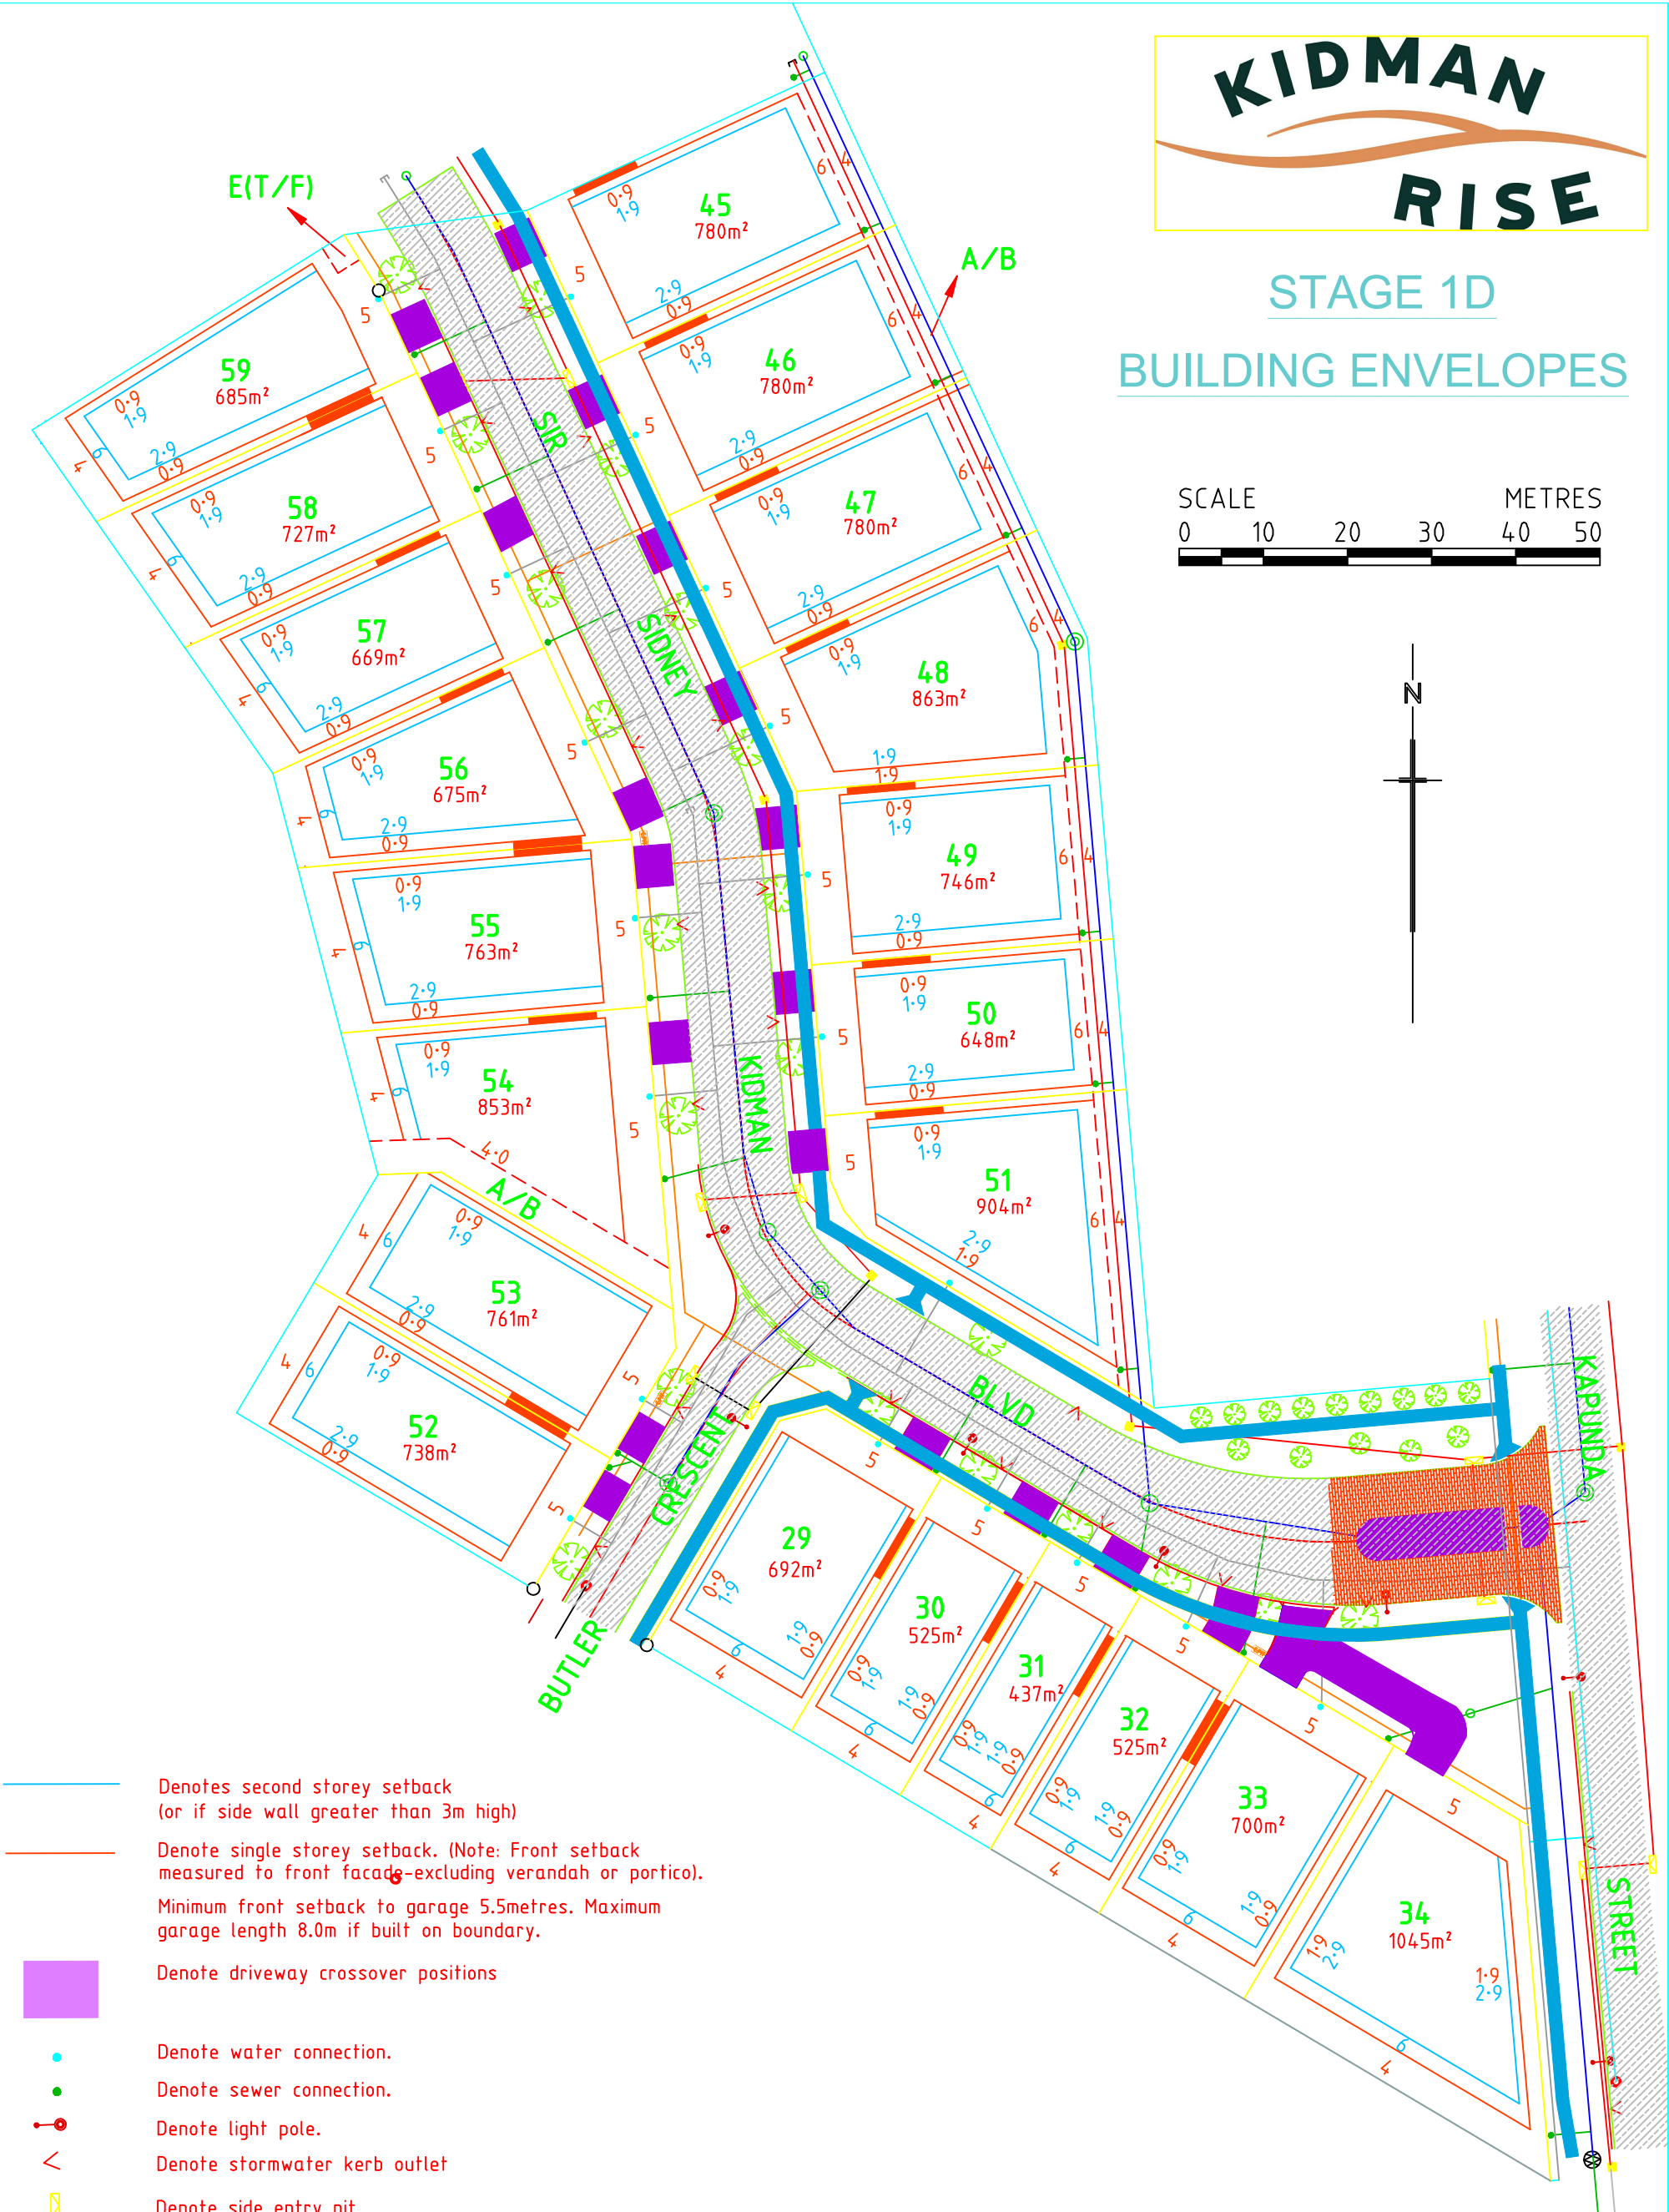 KIDMAN
RISE
STAGE 1D
BUILDING ENVELOPES
SCALE METRES
0 10 20 30 40 50
N
E(T/F)
A/B
45
780m²
46
780m²
47
780m²
48
863m²
49
746m²
50
648m²
51
904m²
59
685m²
58
727m²
57
669m²
56
675m²
55
763m²
54
853m²
4·0
A/B
53
761m²
52
738m²
29
692m²
30
525m²
31
437m²
32
525m²
33
700m²
34
1045m²
SIR
SIDNEY
KIDMAN
BLVD
BUTLER
CRESCENT
KAPUNDA
STREET
Denotes second storey setback
(or if side wall greater than 3m high)
Denote single storey setback. (Note: Front setback
measured to front facade-excluding verandah or portico).
Minimum front setback to garage 5.5metres. Maximum
garage length 8.0m if built on boundary.
Denote driveway crossover positions
Denote water connection.
Denote sewer connection.
Denote light pole.
Denote stormwater kerb outlet
Denote side entry pit